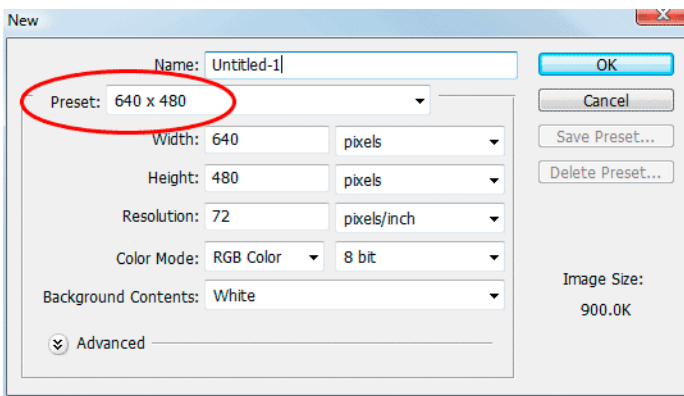 New
Name: Untitled-1
OK
Preset: 640 x 480
Cancel
Width: 640 pixels
Save Preset...
Height: 480 pixels
Delete Preset...
Resolution: 72 pixels/inch
Color Mode: RGB Color 8 bit
Image Size:
Background Contents: White
900.0K
Advanced